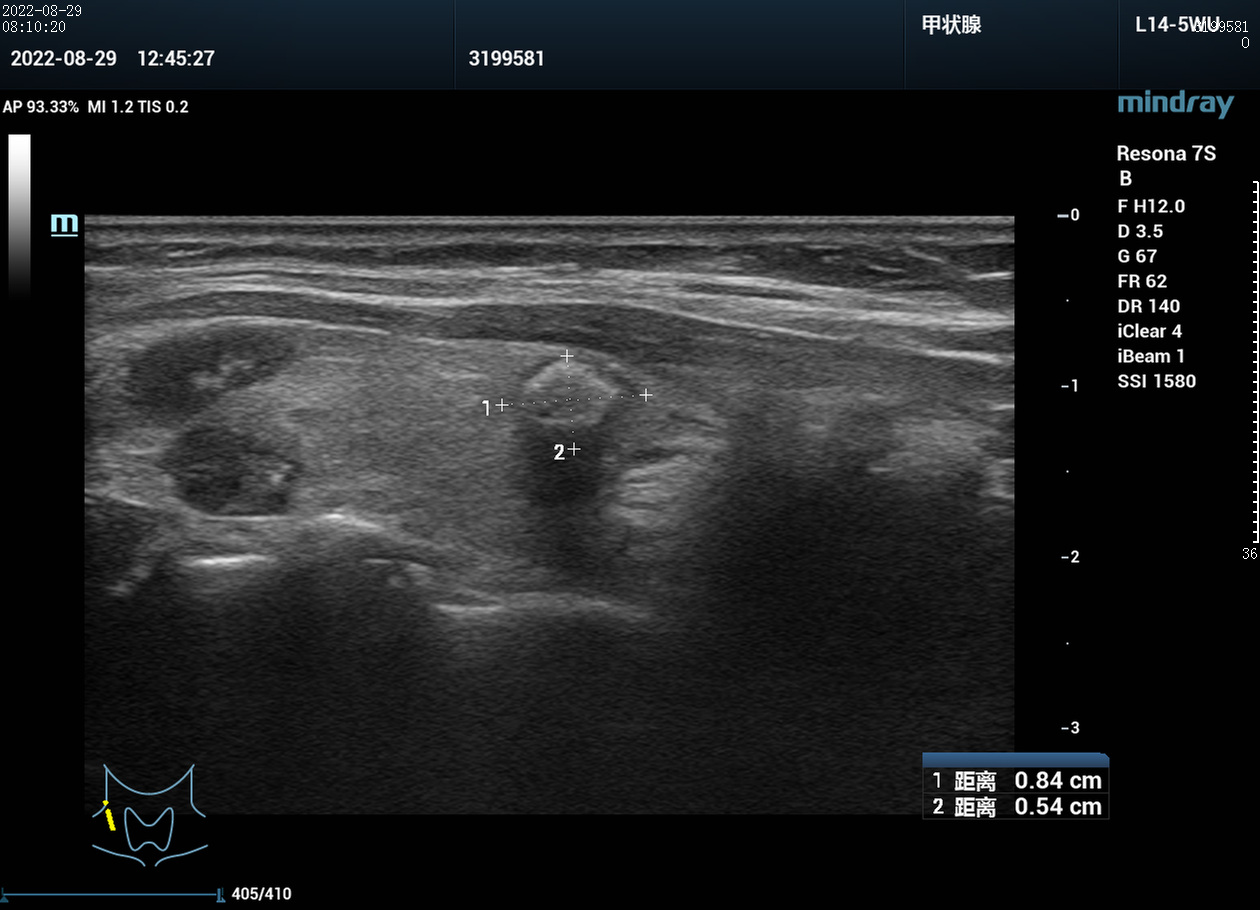 2022-08-29
08:10:20
甲状腺
L14-5WU
3199581
0
2022-08-29 12:45:27
3199581
AP 93.33% MI 1.2 TIS 0.2
mindray
Resona 7S
B
m
F H12.0
D 3.5
G 67
FR 62
DR 140
iClear 4
iBeam 1
SSI 1580
0
1
1
2
36
2
3
1 距离 0.84 cm
2 距离 0.54 cm
405/410